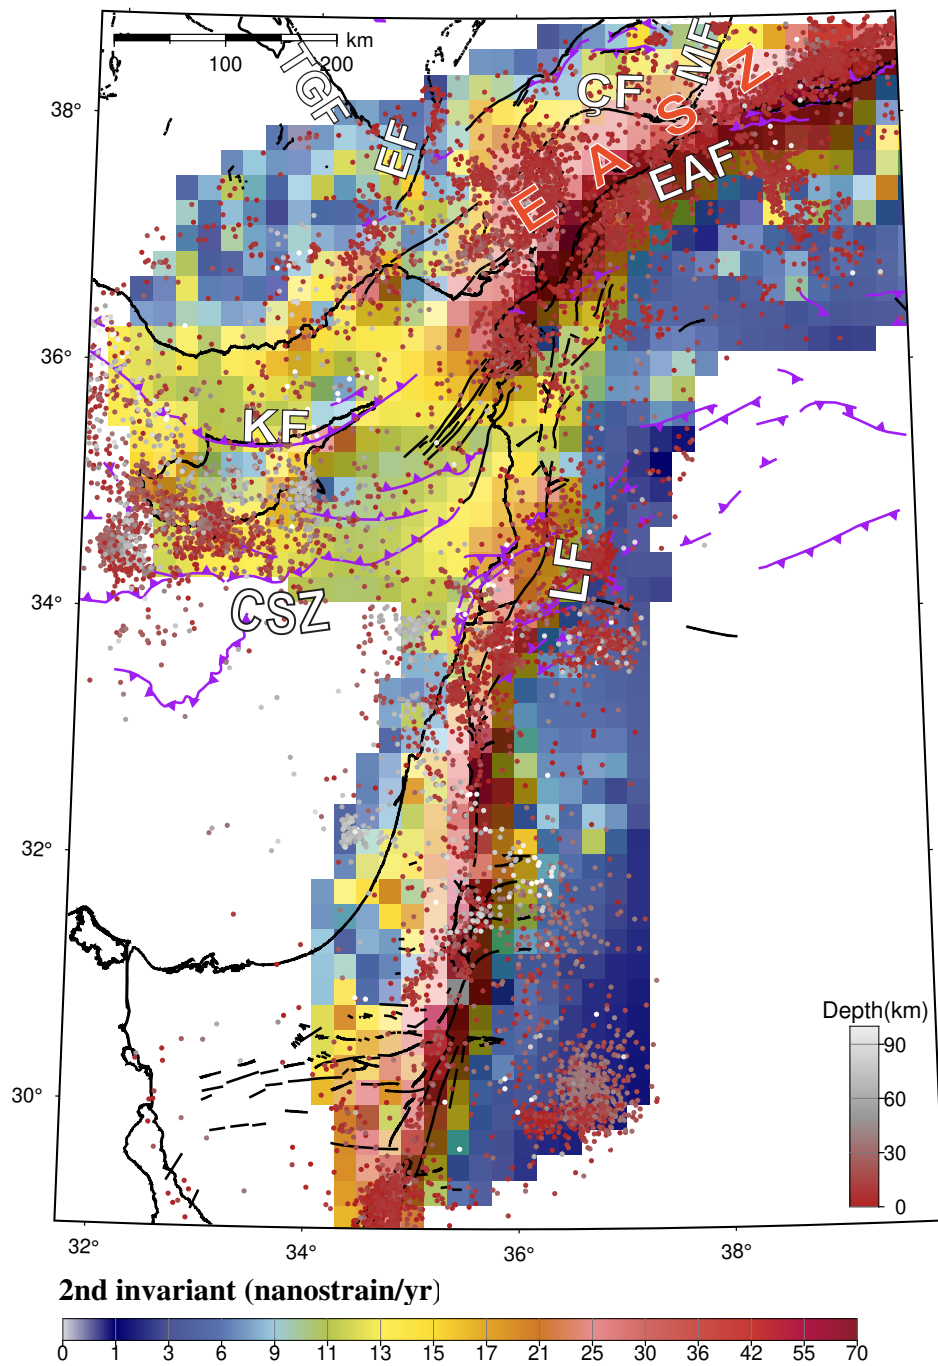 km
100
200
TGF
MF
ÇF
EASZ
EF
EAF
38°
36°
KF
LF
34°
CSZ
32°
Depth(km)
90
60
30
0
30°
32°
34°
36°
38°
2nd invariant (nanostrain/yr)
0 1 3 6 9 11 13 15 17 21 25 30 36 42 55 70